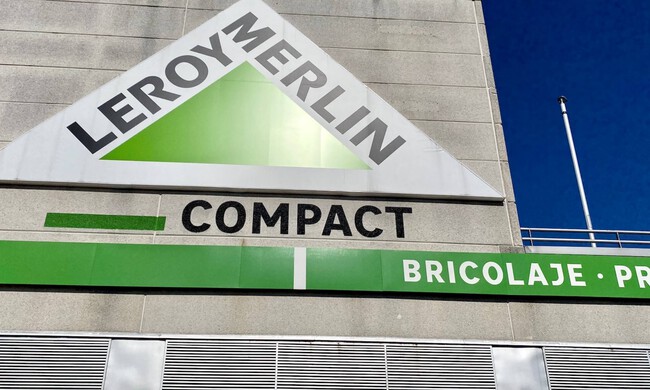 LEROY MERLIN
COMPACT
BRICOLAJE · PR